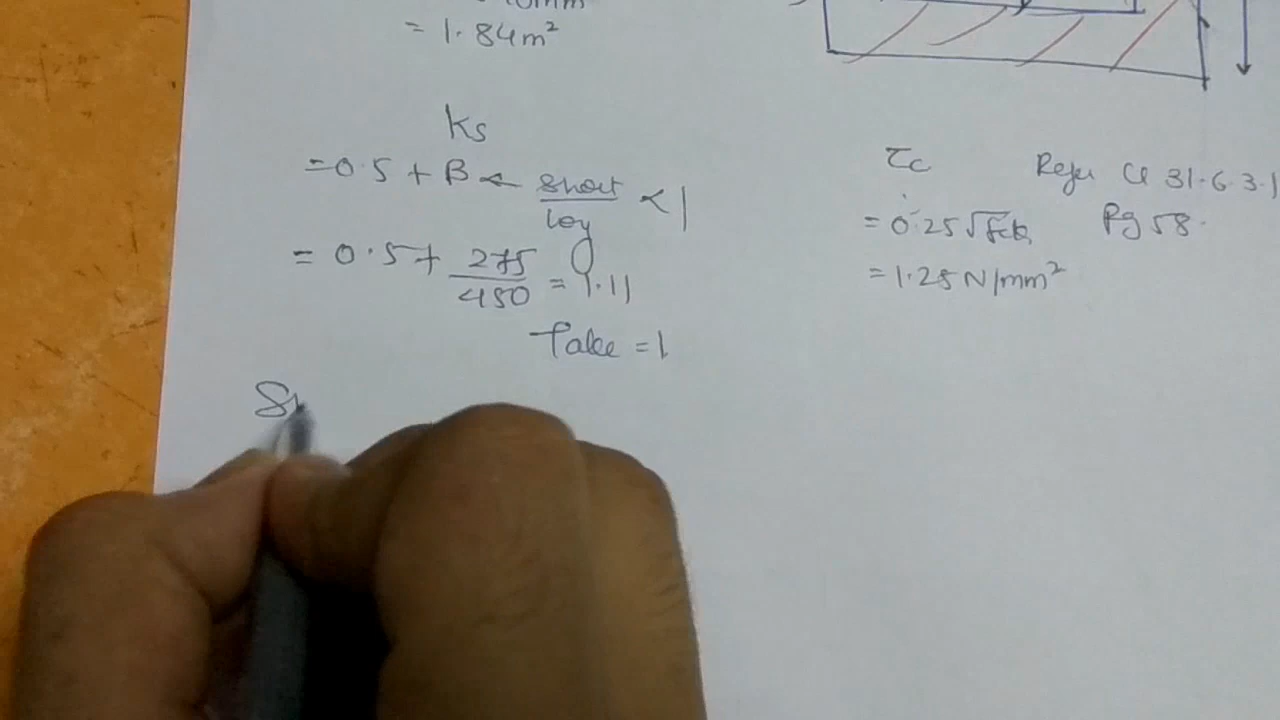 = 1.84m²
ks
=0.5 + B ← short/long < 1
= 0.5 + 275/450 = 1.11
Take = 1
τc
= 0.25√fck
= 1.25 N/mm²
Refer Cl 31.6.3.1
Pg 58.